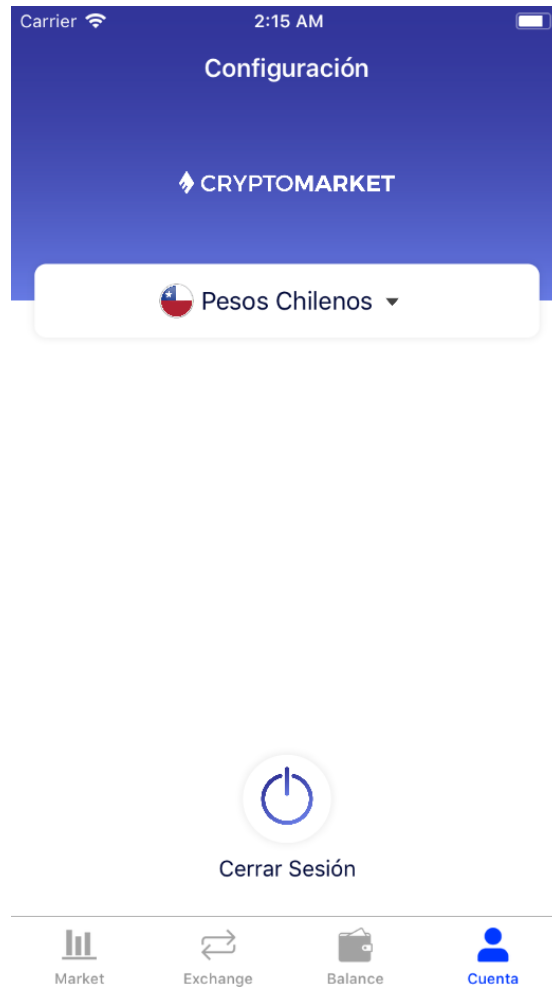 Carrier 2:15 AM
Configuración
CRYPTOMARKET
Pesos Chilenos
Cerrar Sesión
Market Exchange Balance Cuenta